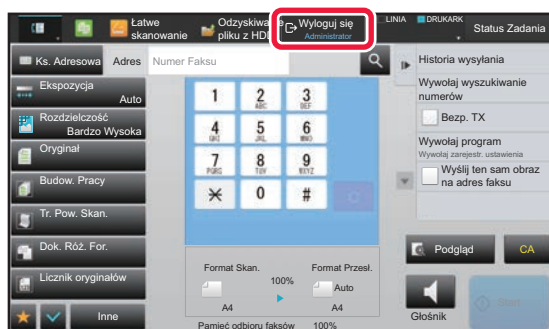 Łatwe
skanowanie
Odzyskiwanie
pliku z HDD
Wyloguj się
Administrator
LINIA
DRUKARK
Status Zadania
Ks. Adresowa
Adres
Numer Faksu
Ekspozycja
Auto
Rozdzielczość
Bardzo Wysoka
Oryginał
Budow. Pracy
Tr. Pow. Skan.
Dok. Róż. For.
Licznik oryginałów
Inne
1
2
ABC
3
DEF
4
GHI
5
JKL
6
MNO
7
PQRS
8
TUV
9
WXYZ
0
#
Format Skan.
100%
Format Przesł.
Auto
A4
A4
Pamięć odbioru faksów 100%
Historia wysyłania
Wywołaj wyszukiwanie
numerów
Bezp. TX
Wywołaj program
Wywołaj zarejestr. ustawienia
Wyślij ten sam obraz
na adres faksu
Podgląd
CA
Głośnik
Start